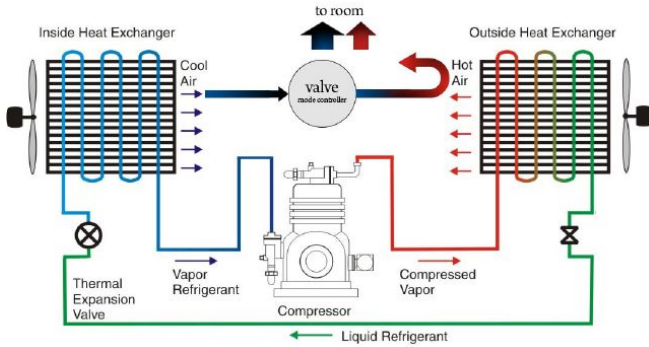 to room
Inside Heat Exchanger
Outside Heat Exchanger
Cool
Air
valve
mode controller
Hot
Air
Vapor
Refrigerant
Compressor
Compressed
Vapor
Thermal
Expansion
Valve
Liquid Refrigerant